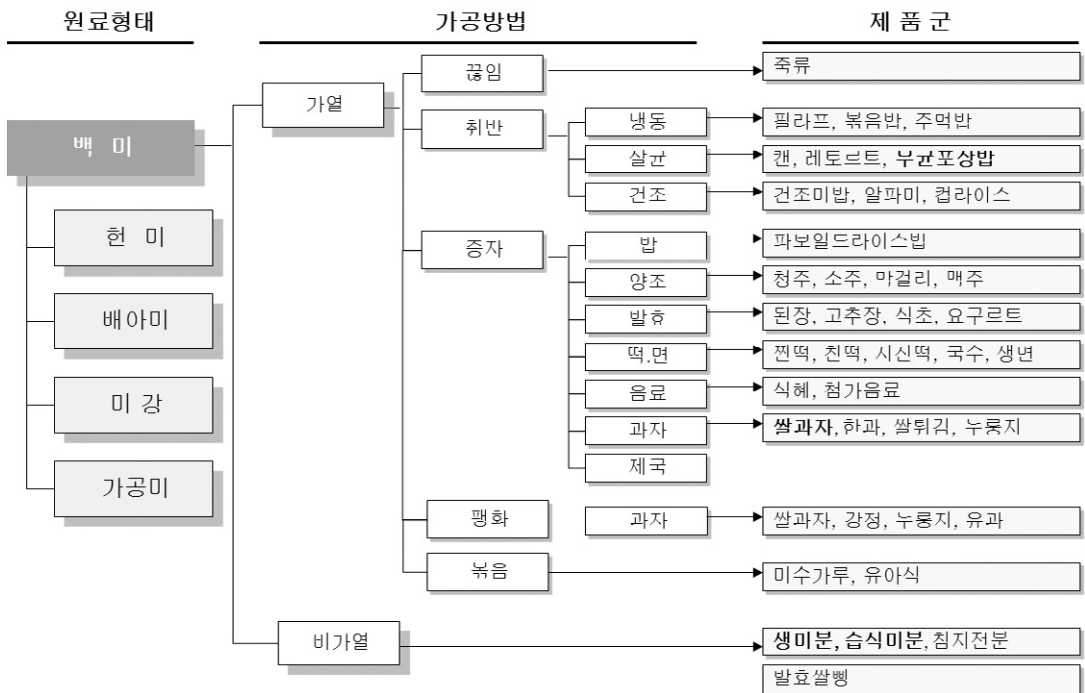 원료형태 가공방법 제 품 군
끓임 죽류
가열
취반 냉동 필라프, 볶음밥, 주먹밥
백 미
살균 캔, 레토르트, 무균포상밥
건조 건조미밥, 알파미, 컵라이스
현 미
증자 밥 파보일드라이스빕
양조 청주, 소주, 마걸리, 맥주
배아미
발효 된장, 고추장, 식초, 요구르트
떡.면 찐떡, 친떡, 시신떡, 국수, 생면
미 강
음료 식혜, 첨가음료
과자 쌀과자, 한과, 쌀튀김, 누룽지
제국
가공미
팽화 과자 쌀과자, 강정, 누룽지, 유과
볶음 미수가루, 유아식
비가열 생미분, 습식미분, 침지전분
발효쌀삥